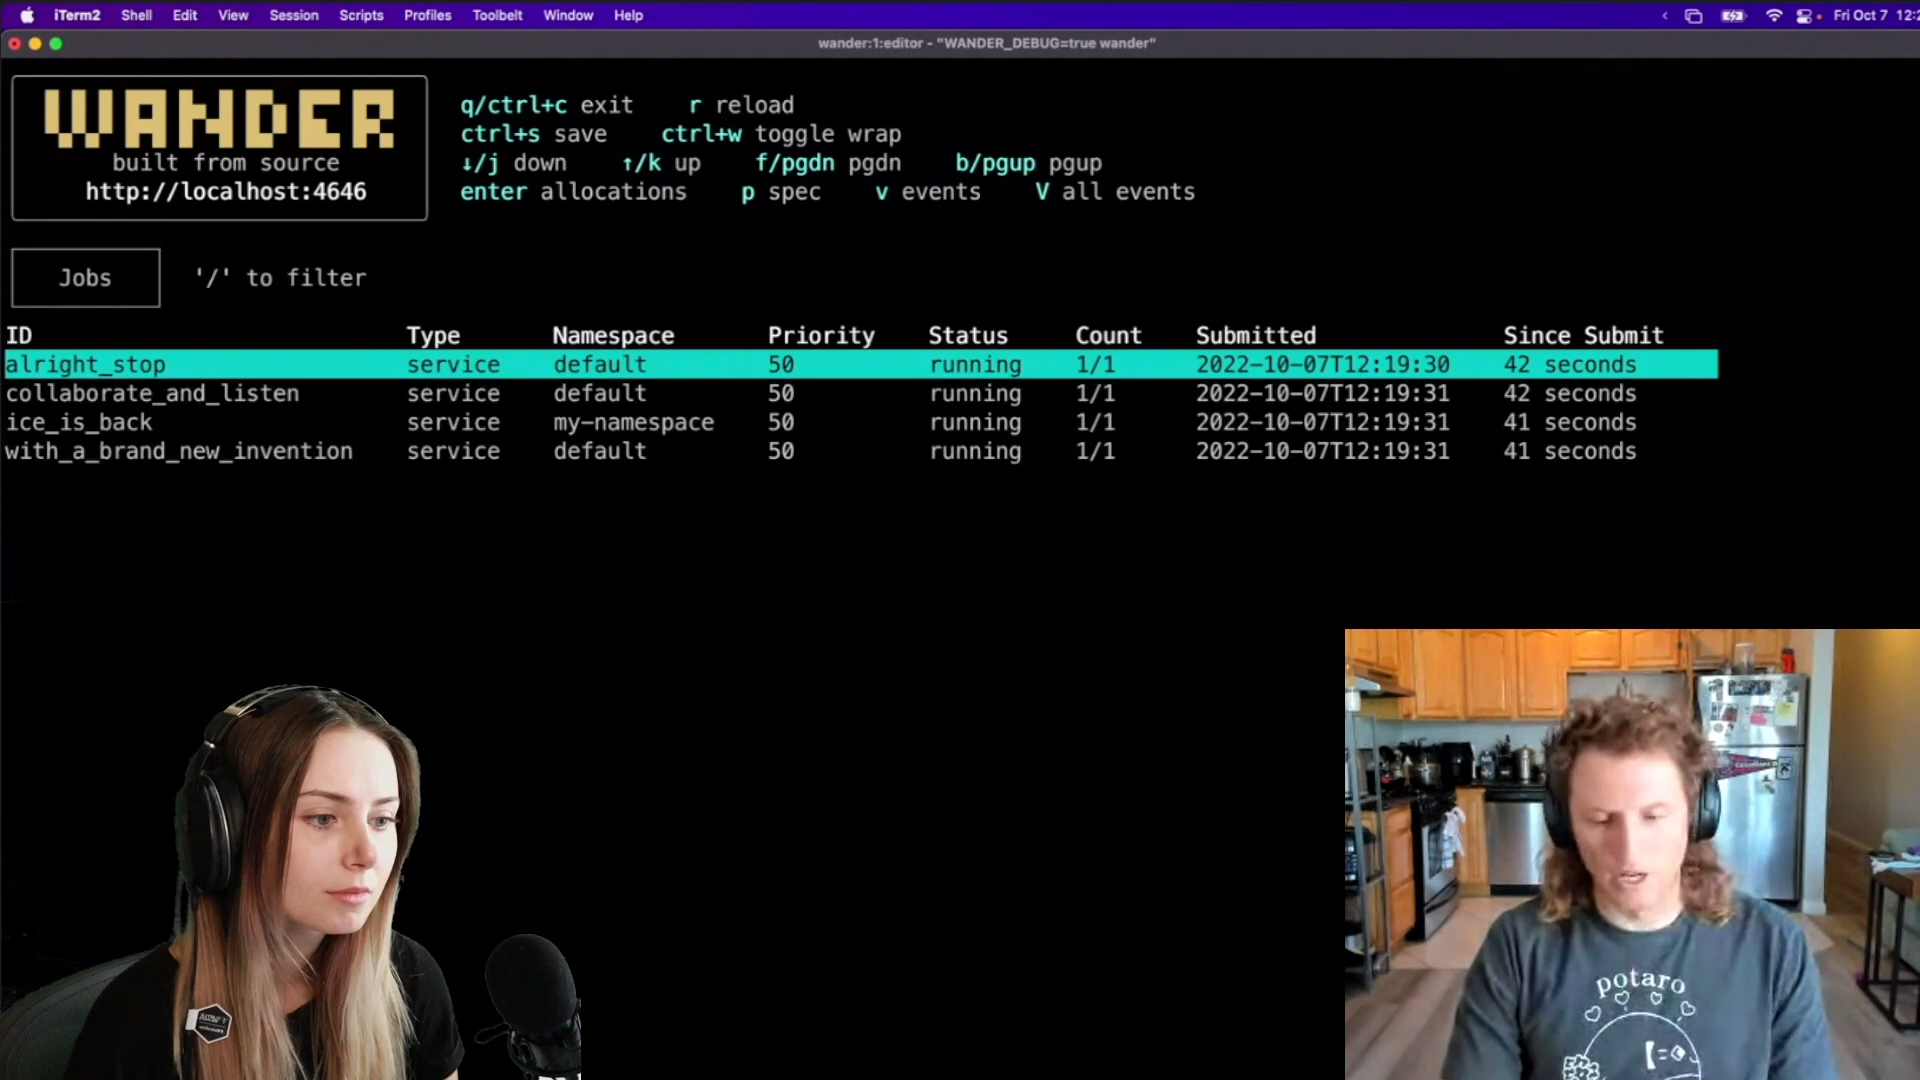 iTerm2 Shell Edit View Session Scripts Profiles Toolbelt Window Help Fri Oct 7 12:2
wander:1:editor - "WANDER_DEBUG=true wander"
WANDER
built from source
http://localhost:4646
q/ctrl+c exit r reload
ctrl+s save ctrl+w toggle wrap
↓/j down ↑/k up f/pgdn pgdn b/pgup pgup
enter allocations p spec v events V all events
Jobs '/' to filter
ID Type Namespace Priority Status Count Submitted Since Submit
alright_stop service default 50 running 1/1 2022-10-07T12:19:30 42 seconds
collaborate_and_listen service default 50 running 1/1 2022-10-07T12:19:31 42 seconds
ice_is_back service my-namespace 50 running 1/1 2022-10-07T12:19:31 41 seconds
with_a_brand_new_invention service default 50 running 1/1 2022-10-07T12:19:31 41 seconds
potaro